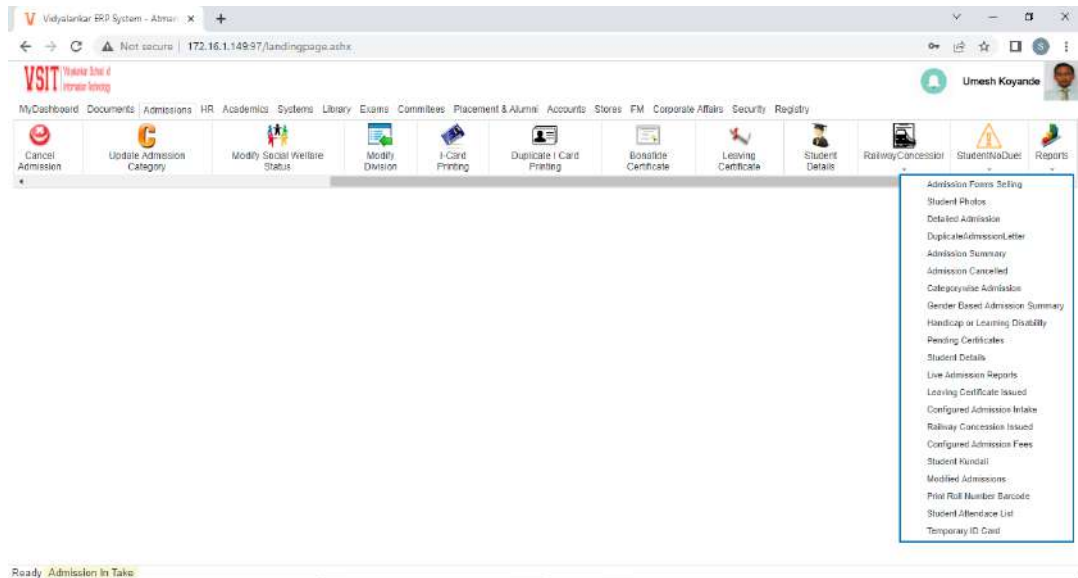 Vidyalankar ERP System - Atman
Not secure | 172.16.1.149:97/landingpage.ashx
S
VSIT Vidyalankar School of
Information Technology
Umesh Koyande
MyDashboard Documents Admissions HR Academics Systems Library Exams Commitees Placement & Alumni Accounts Stores FM Corporate Affairs Security Registry
Cancel Admission
Update Admission Category
Modify Social Welfare Status
Modify Division
I-Card Printing
Duplicate I Card Printing
Bonafide Certificate
Leaving Certificate
Student Details
RailwayConcession
StudentNoDues
Reports
Admission Forms Selling
Student Photos
Detailed Admission
DuplicateAdmissionLetter
Admission Summary
Admission Cancelled
Categorywise Admission
Gender Based Admission Summary
Handicap or Learning Disability
Pending Certificates
Student Details
Live Admission Reports
Leaving Certificate Issued
Configured Admission Intake
Railway Concession Issued
Configured Admission Fees
Student Kundali
Modified Admissions
Print Roll Number Barcode
Student Attendace List
Temporary ID Card
Ready Admission In Take